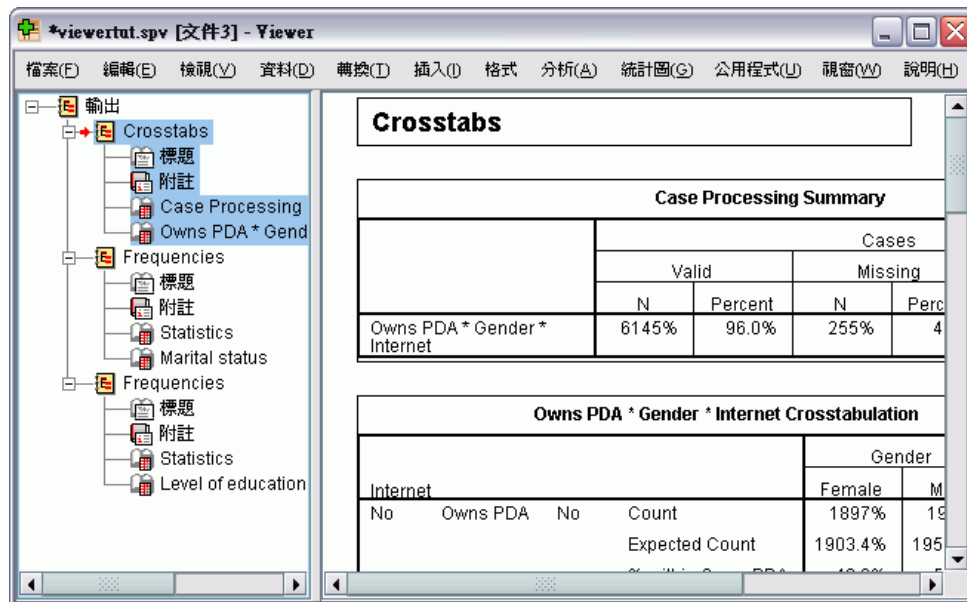 *viewertut.spv [文件3] - Viewer
檔案(F) 編輯(E) 檢視(V) 資料(D) 轉換(T) 插入(I) 格式 分析(A) 統計圖(G) 公用程式(U) 視窗(W) 說明(H)
輸出
Crosstabs
標題
附註
Case Processing
Owns PDA * Gend
Frequencies
標題
附註
Statistics
Marital status
Frequencies
標題
附註
Statistics
Level of education
Crosstabs
Case Processing Summary
Cases
Valid Missing
N Percent N Perc
Owns PDA * Gender * 6145% 96.0% 255% 4
Internet
Owns PDA * Gender * Internet Crosstabulation
Gender
Internet Female M
No Owns PDA No Count 1897% 19
Expected Count 1903.4% 195